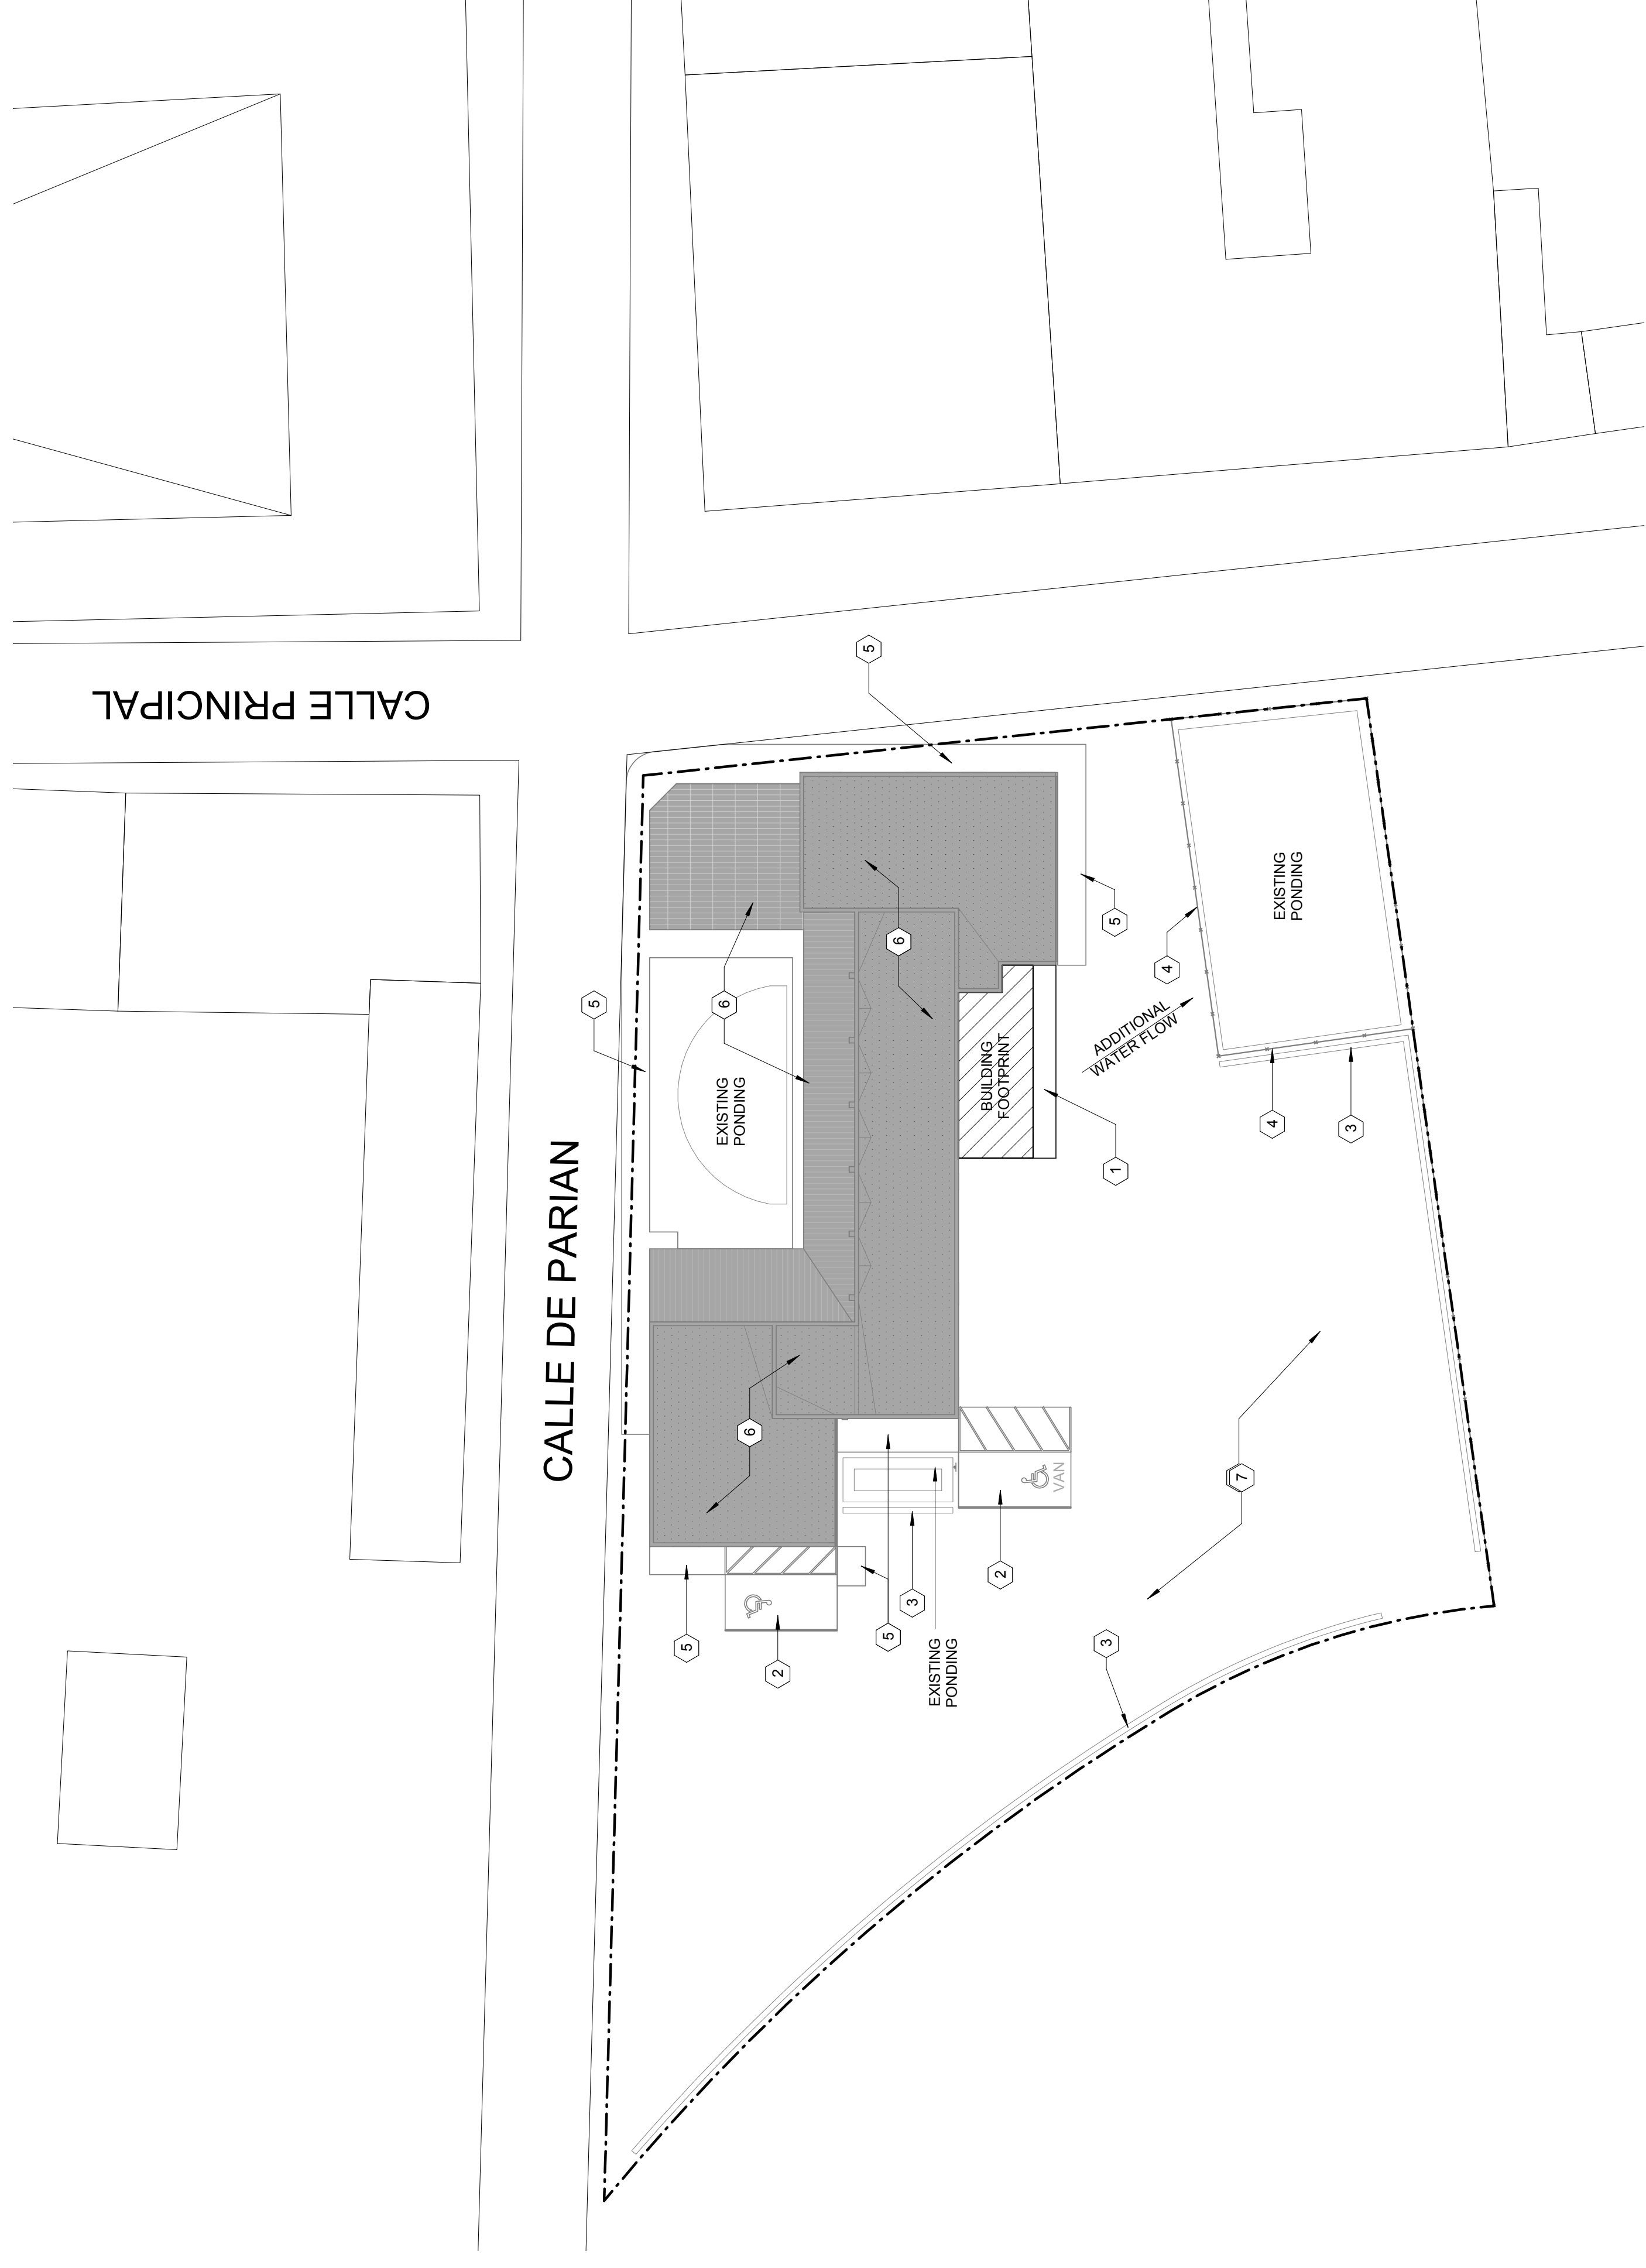 CALLE PRINCIPAL
CALLE DE PARIAN
5
5
6
6
EXISTING
PONDING
5
4
EXISTING
PONDING
ADDITIONAL
WATER FLOW
BUILDING
FOOTPRINT
1
4
3
6
7
VAN
2
3
5
5
2
EXISTING
PONDING
3